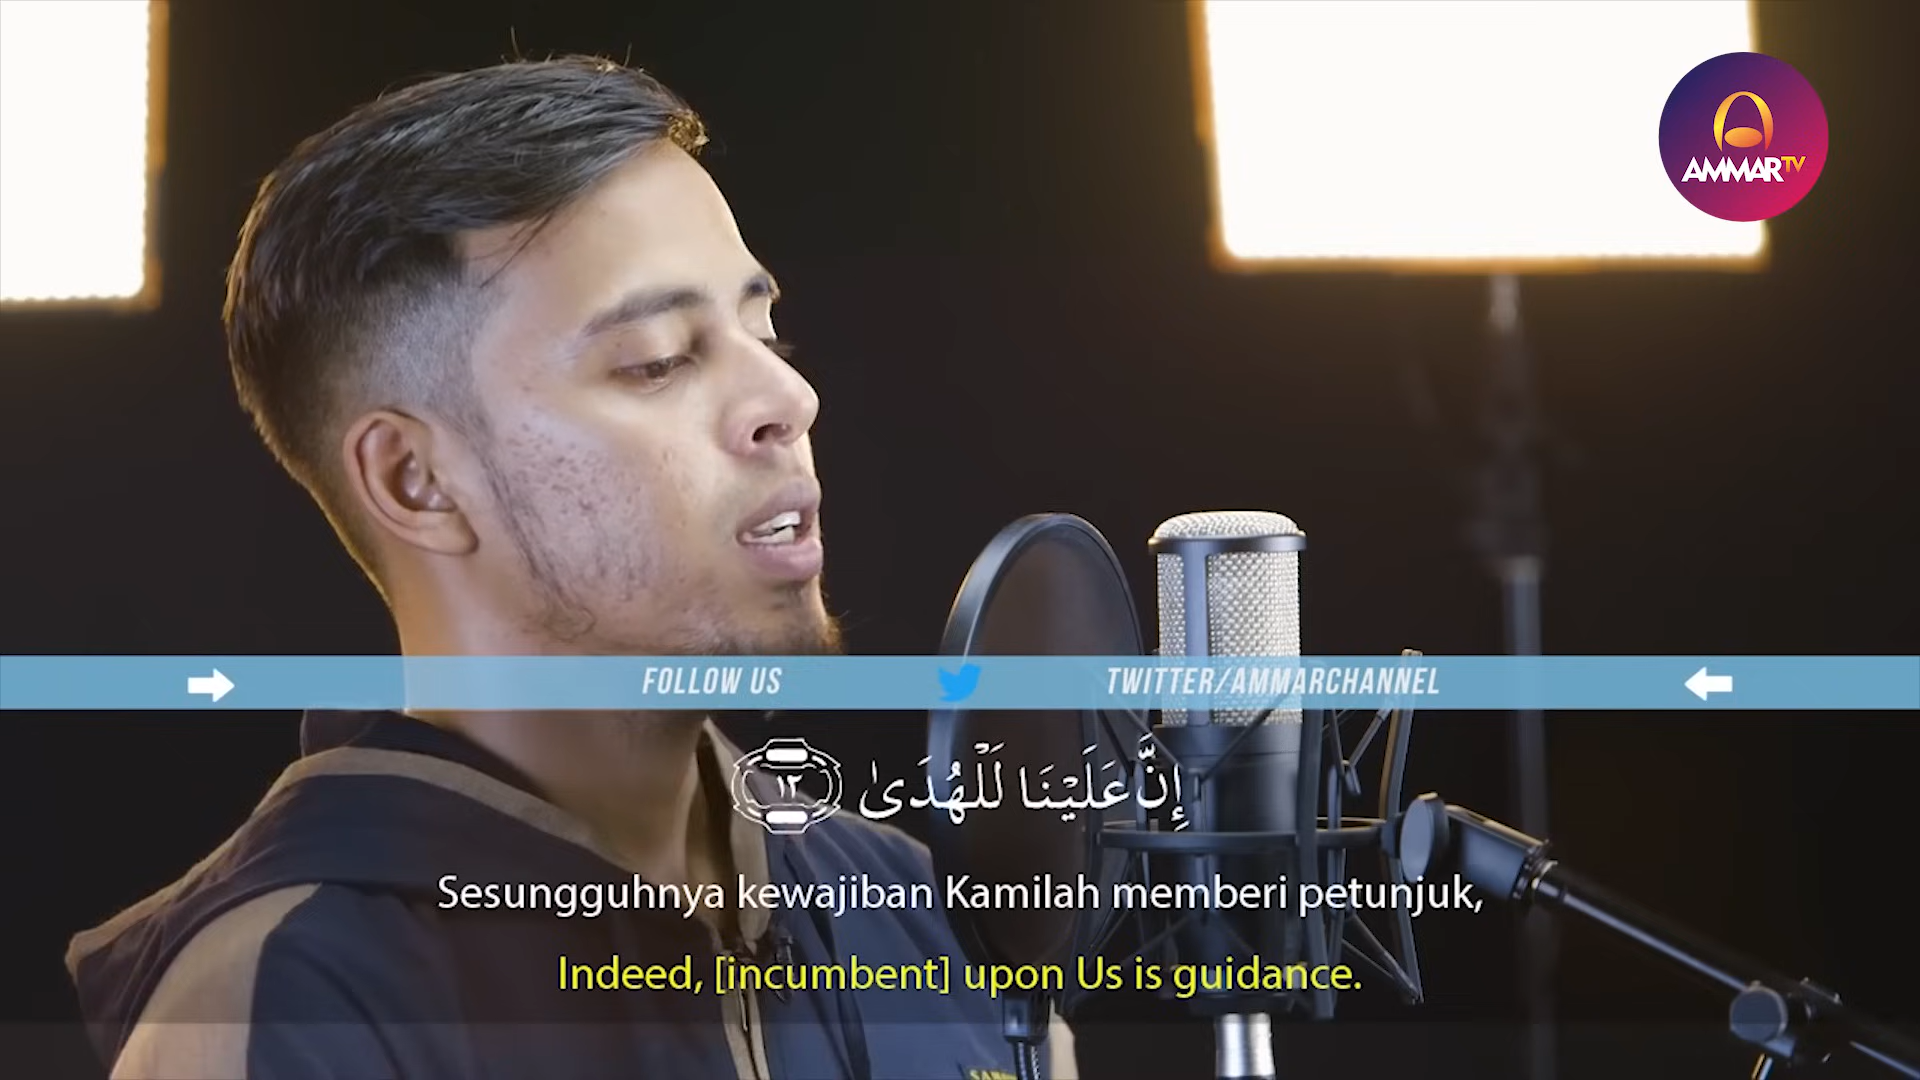 AMMARTV
FOLLOW US TWITTER/AMMARCHANNEL
إِنَّ عَلَيْنَا لَلْهُدَىٰ ١٢
Sesungguhnya kewajiban Kamilah memberi petunjuk,
Indeed, [incumbent] upon Us is guidance.